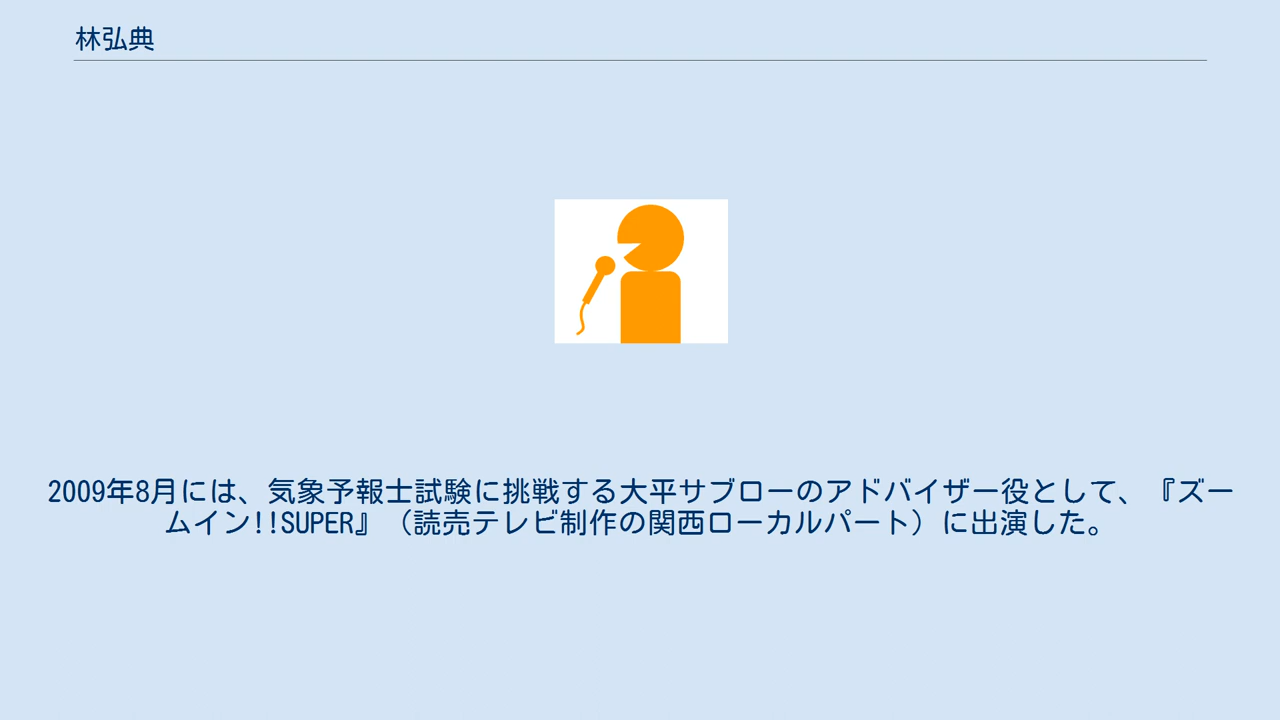 林弘典
2009年8月には、気象予報士試験に挑戦する大平サブローのアドバイザー役として、『ズー
ムイン!!SUPER』（読売テレビ制作の関西ローカルパート）に出演した。